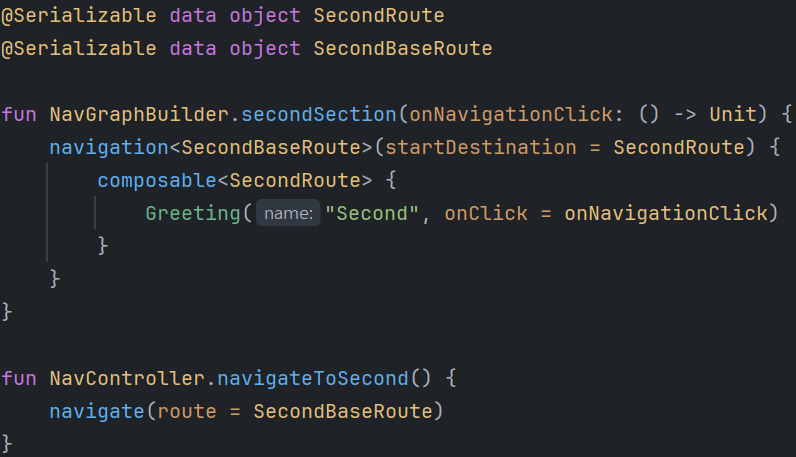 @Serializable data object SecondRoute
@Serializable data object SecondBaseRoute

fun NavGraphBuilder.secondSection(onNavigationClick: () -> Unit) {
    navigation<SecondBaseRoute>(startDestination = SecondRoute) {
        composable<SecondRoute> {
            Greeting( name: "Second", onClick = onNavigationClick)
        }
    }
}

fun NavController.navigateToSecond() {
    navigate(route = SecondBaseRoute)
}